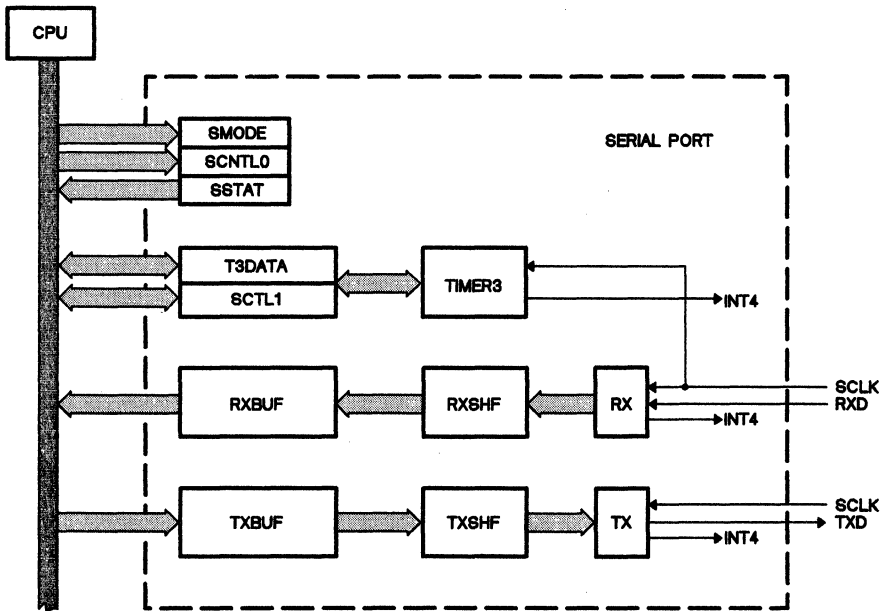 CPU
SMODE
SCNTL0
SSTAT
SERIAL PORT
T3DATA
SCTL1
TIMER3
INT4
RXBUF
RXSHF
RX
SCLK
RXD
INT4
TXBUF
TXSHF
TX
SCLK
TXD
INT4